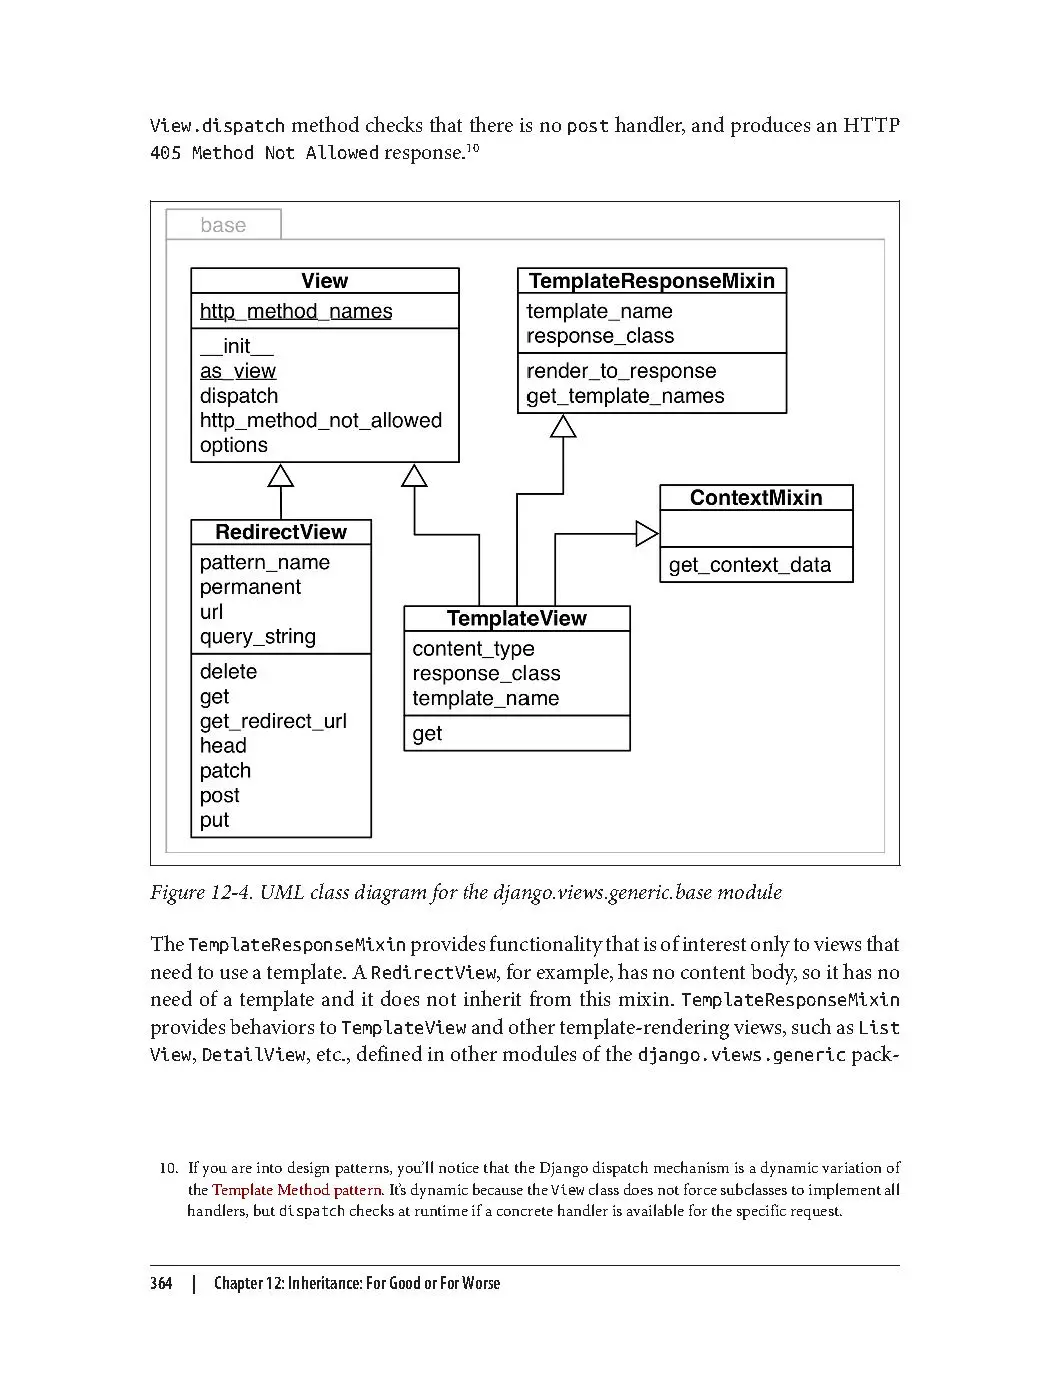 View.dispatch method checks that there is no post handler, and produces an HTTP
405 Method Not Allowed response.10
base
View
http_method_names
__init__
as_view
dispatch
http_method_not_allowed
options
TemplateResponseMixin
template_name
response_class
render_to_response
get_template_names
ContextMixin
get_context_data
RedirectView
pattern_name
permanent
url
query_string
delete
get
get_redirect_url
head
patch
post
put
TemplateView
content_type
response_class
template_name
get
Figure 12-4. UML class diagram for the django.views.generic.base module
The TemplateResponseMixin provides functionality that is of interest only to views that
need to use a template. A RedirectView, for example, has no content body, so it has no
need of a template and it does not inherit from this mixin. TemplateResponseMixin
provides behaviors to TemplateView and other template-rendering views, such as List
View, DetailView, etc., defined in other modules of the django.views.generic pack-
10. If you are into design patterns, you’ll notice that the Django dispatch mechanism is a dynamic variation of
the Template Method pattern. It’s dynamic because the View class does not force subclasses to implement all
handlers, but dispatch checks at runtime if a concrete handler is available for the specific request.
364 | Chapter 12: Inheritance: For Good or For Worse